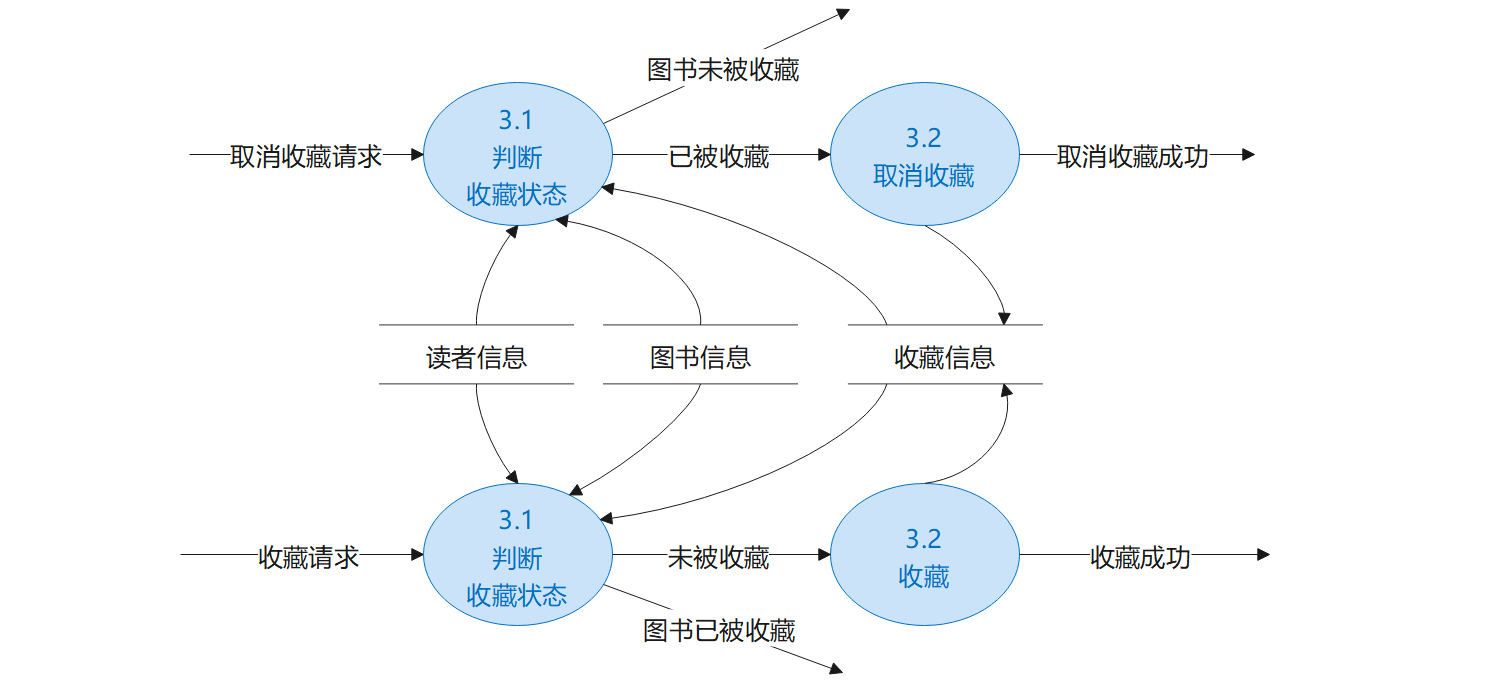 图书未被收藏
取消收藏请求
3.1
判断
收藏状态
已被收藏
3.2
取消收藏
取消收藏成功
读者信息
图书信息
收藏信息
收藏请求
3.1
判断
收藏状态
未被收藏
3.2
收藏
收藏成功
图书已被收藏